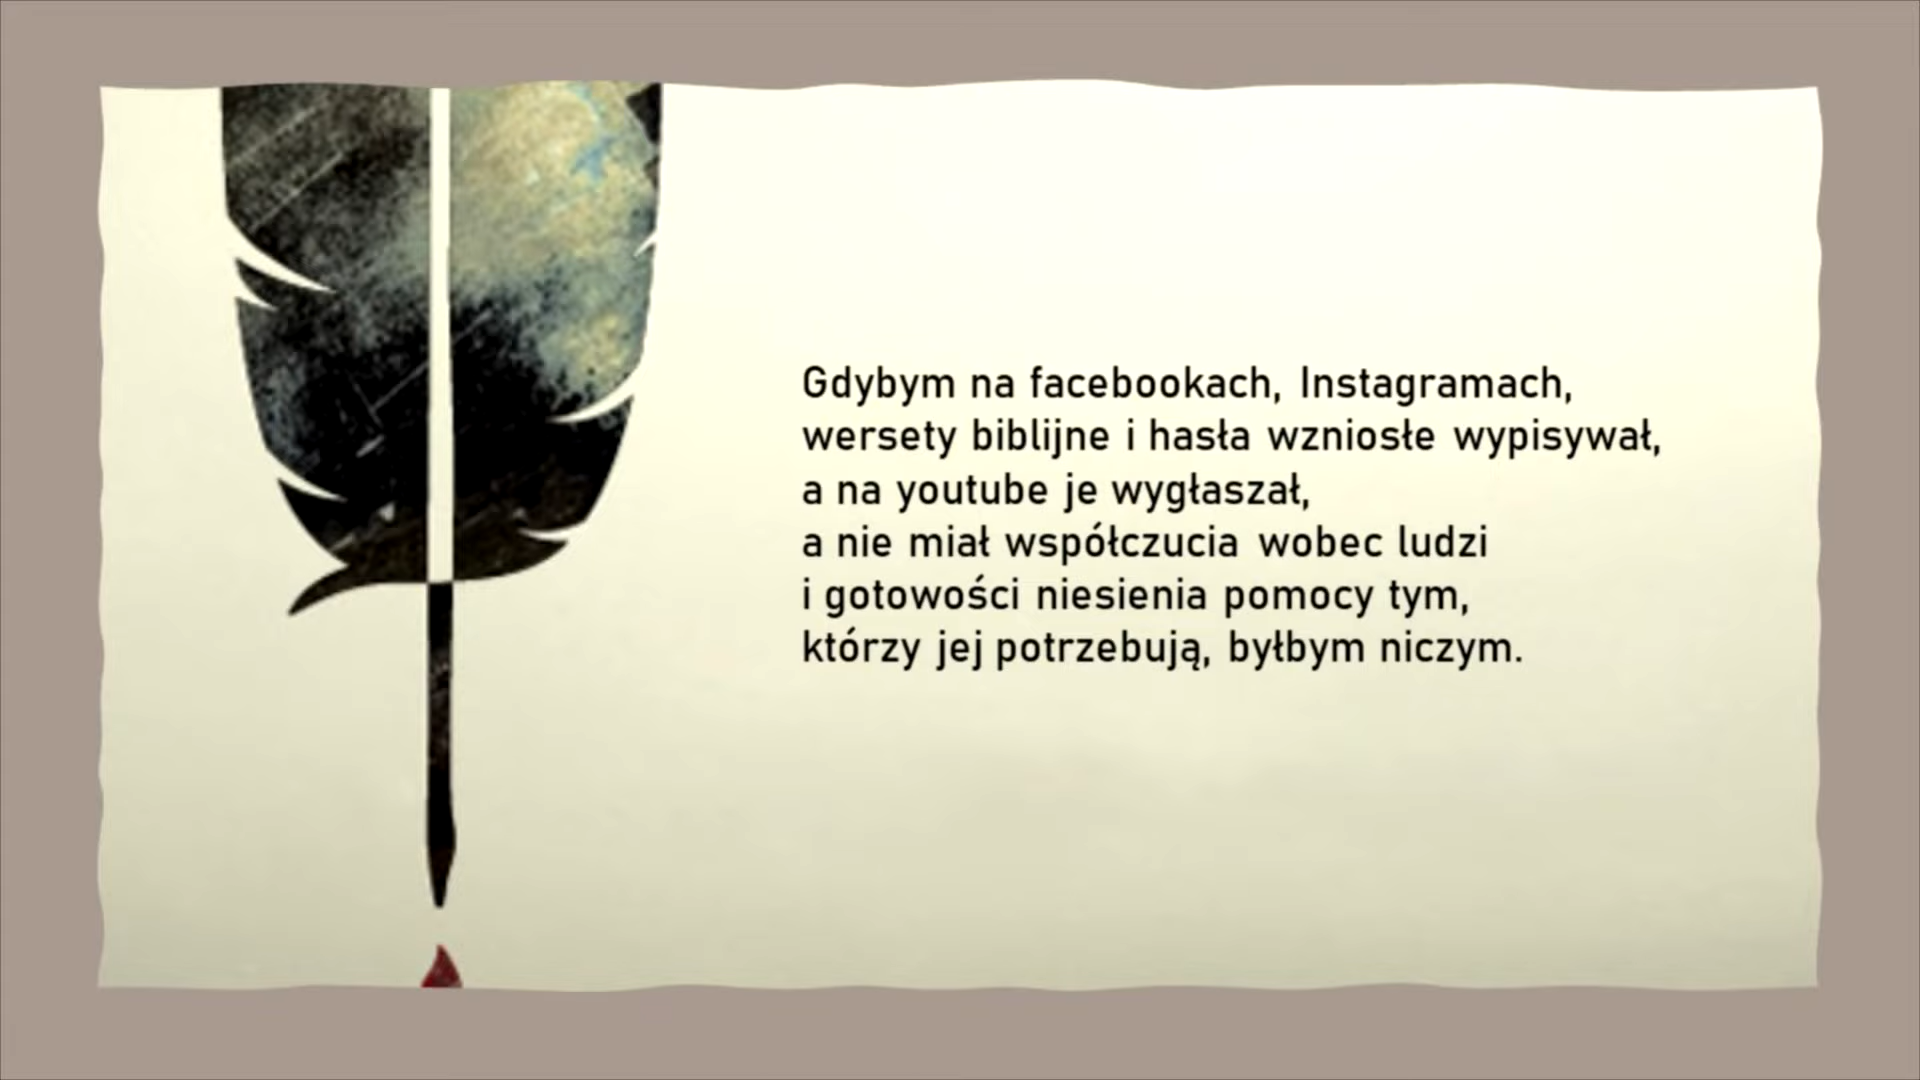 Gdybym na facebookach, Instagramach,
wersety biblijne i hasła wzniosłe wypisywał,
a na youtube je wygłaszał,
a nie miał współczucia wobec ludzi
i gotowości niesienia pomocy tym,
którzy jej potrzebują, byłbym niczym.